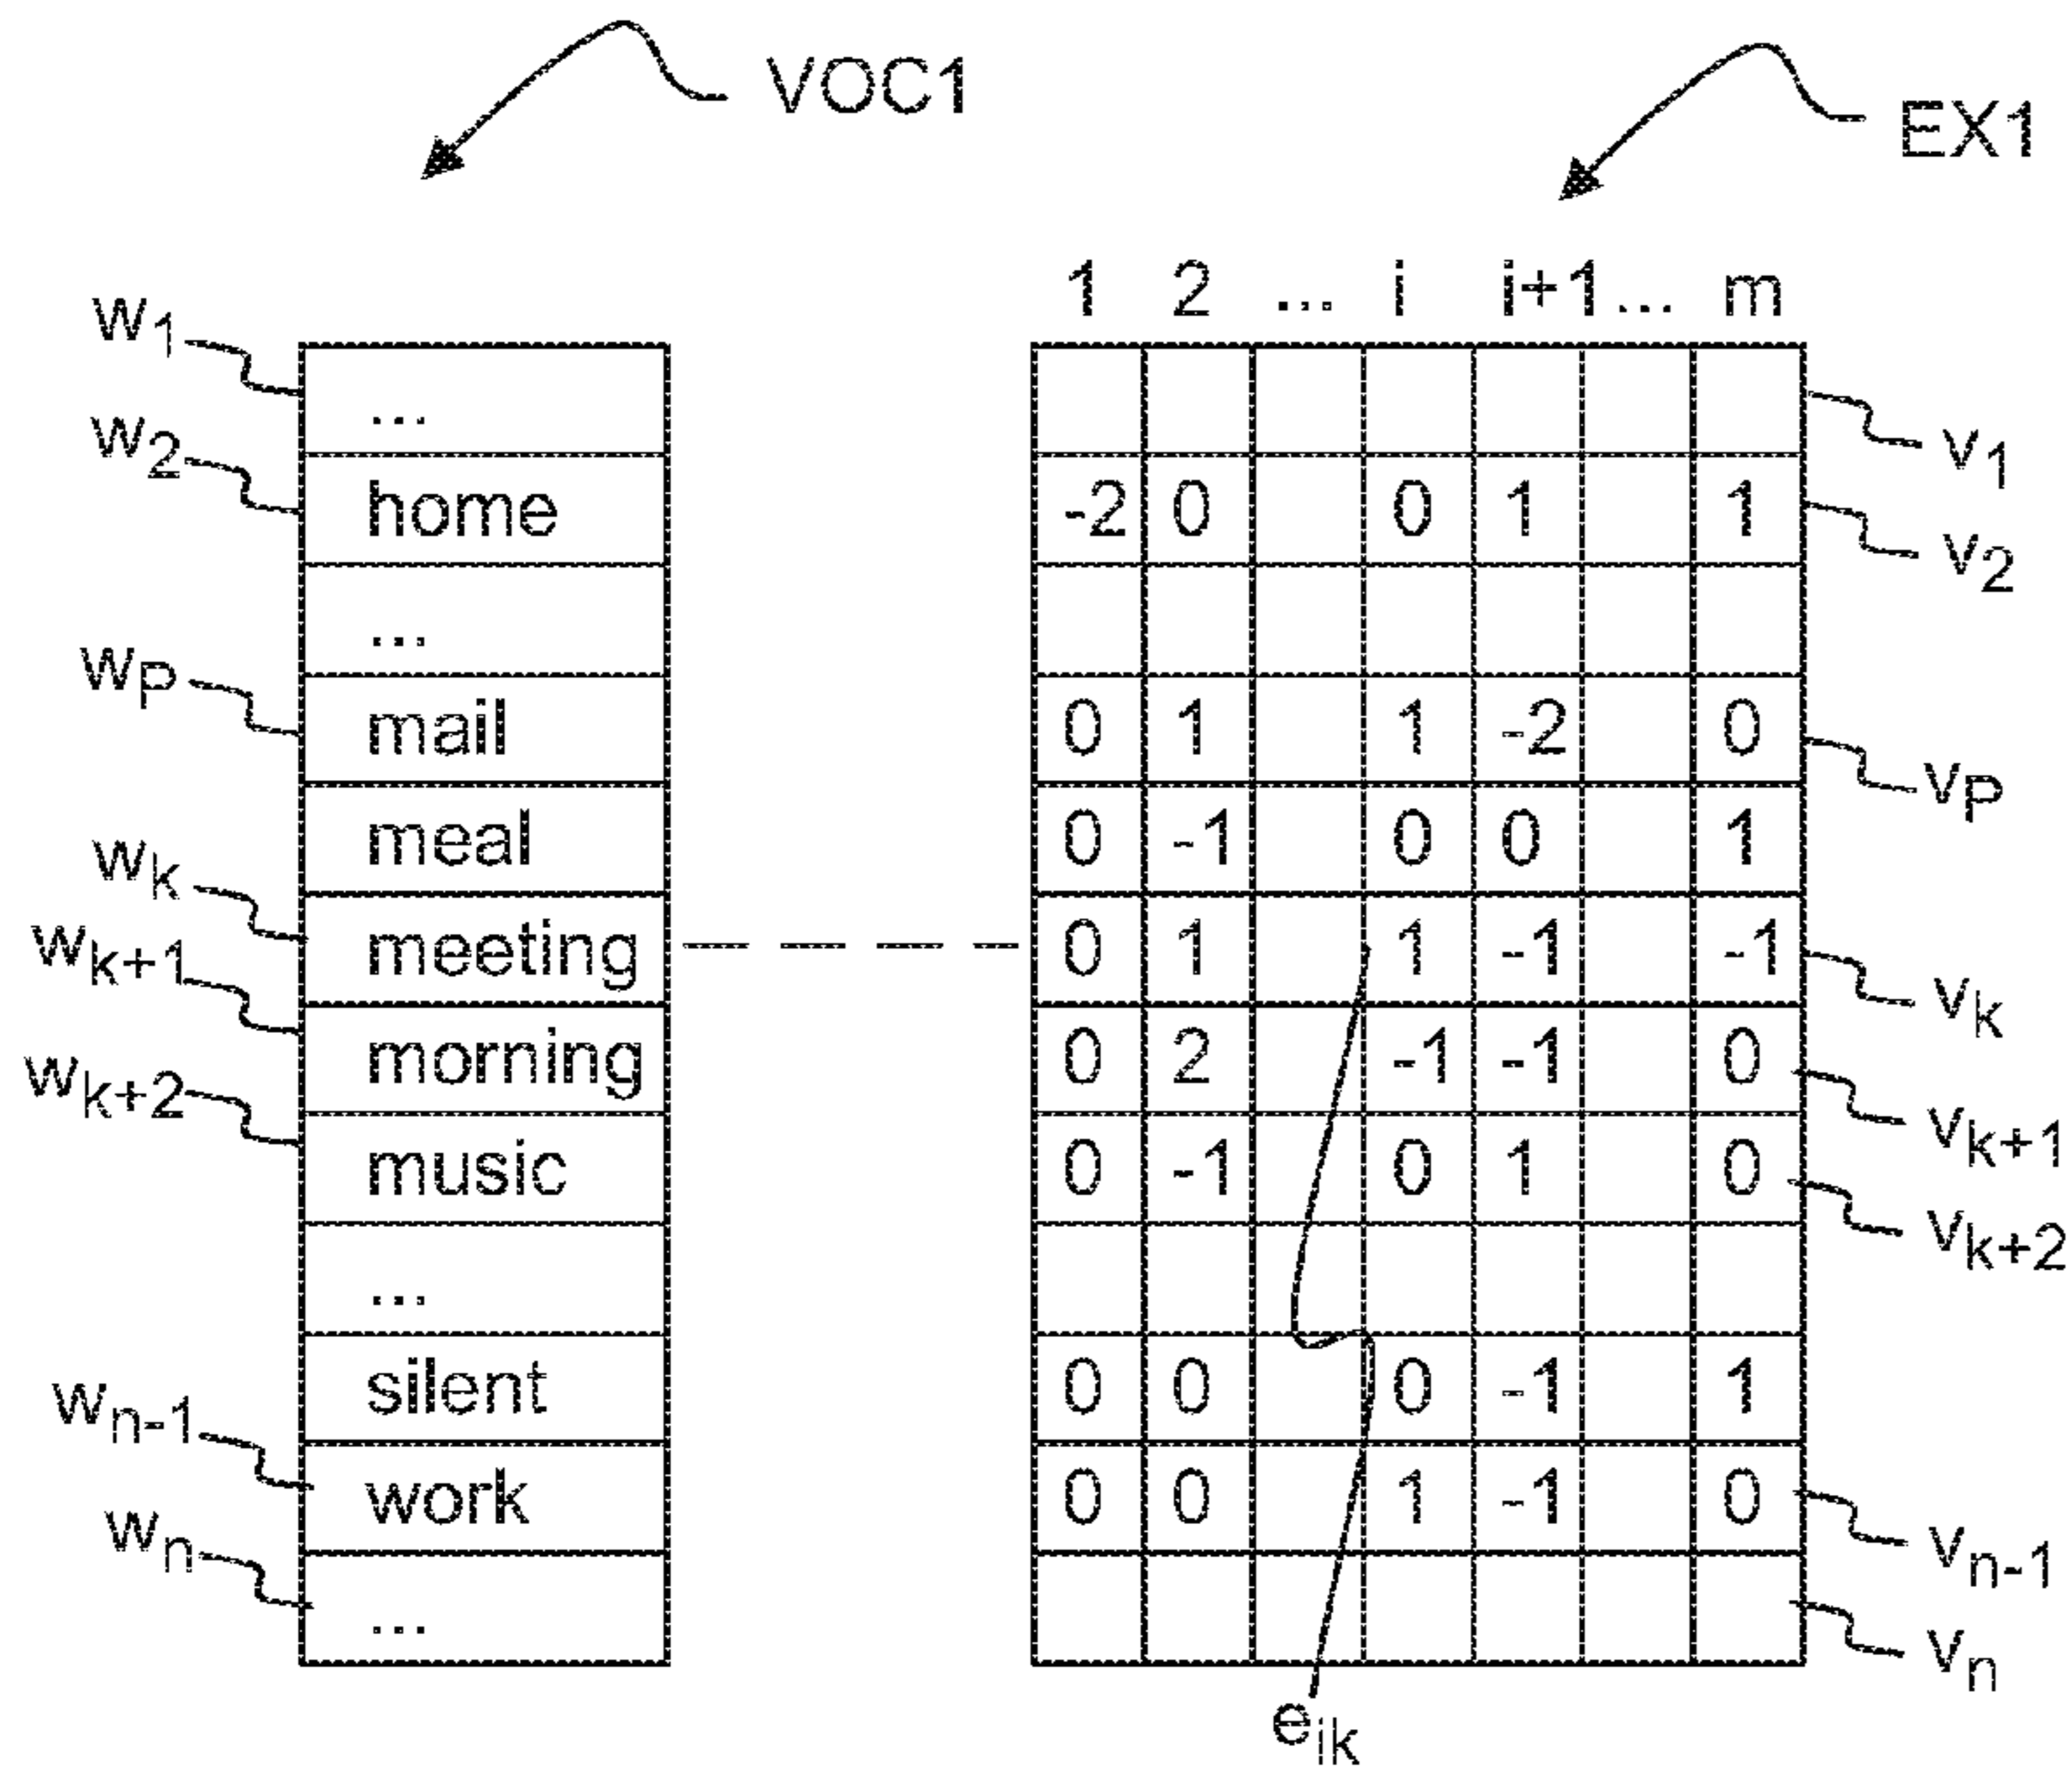 VOC1
EX1
1 2 ... i i+1 ... m
w1 ... v1
w2 home -2 0 0 1 1 v2
...
wP mail 0 1 1 -2 0 vP
meal 0 -1 0 0 1
wk meeting 0 1 1 -1 -1 vk
wk+1 morning 0 2 -1 -1 0 vk+1
wk+2 music 0 -1 0 1 0 vk+2
...
silent 0 0 0 -1 1
wn-1 work 0 0 1 -1 0 vn-1
wn ... vn
eik